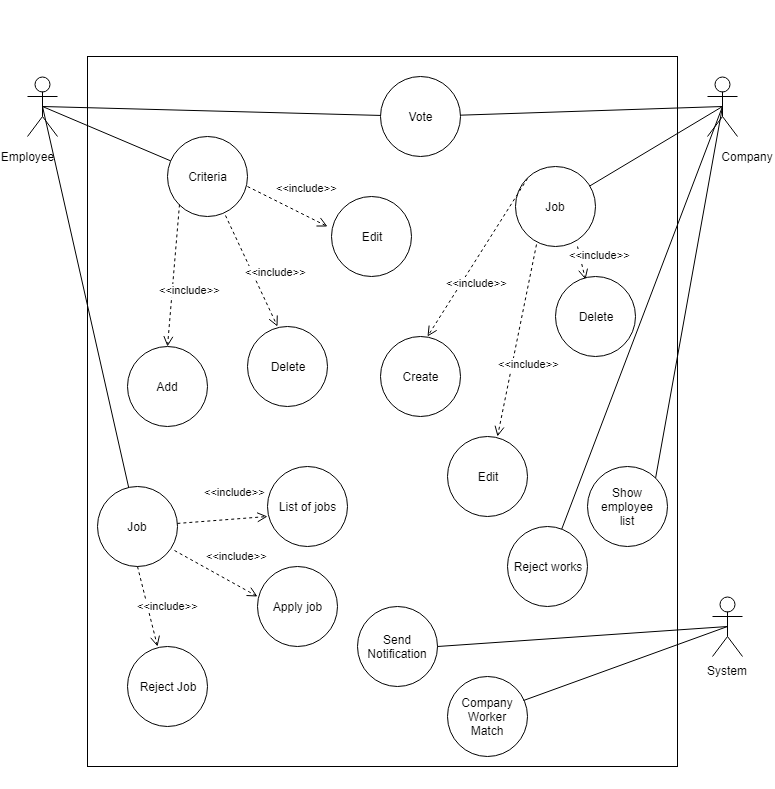 Vote
Employee
Company
Criteria
<<include>>
Edit
Job
<<include>>
<<include>>
<<include>>
<<include>>
Delete
<<include>>
Delete
Create
Add
Edit
<<include>>
List of jobs
Show
employee
list
Job
<<include>>
Reject works
<<include>>
Apply job
Send
Notification
System
Reject Job
Company
Worker
Match